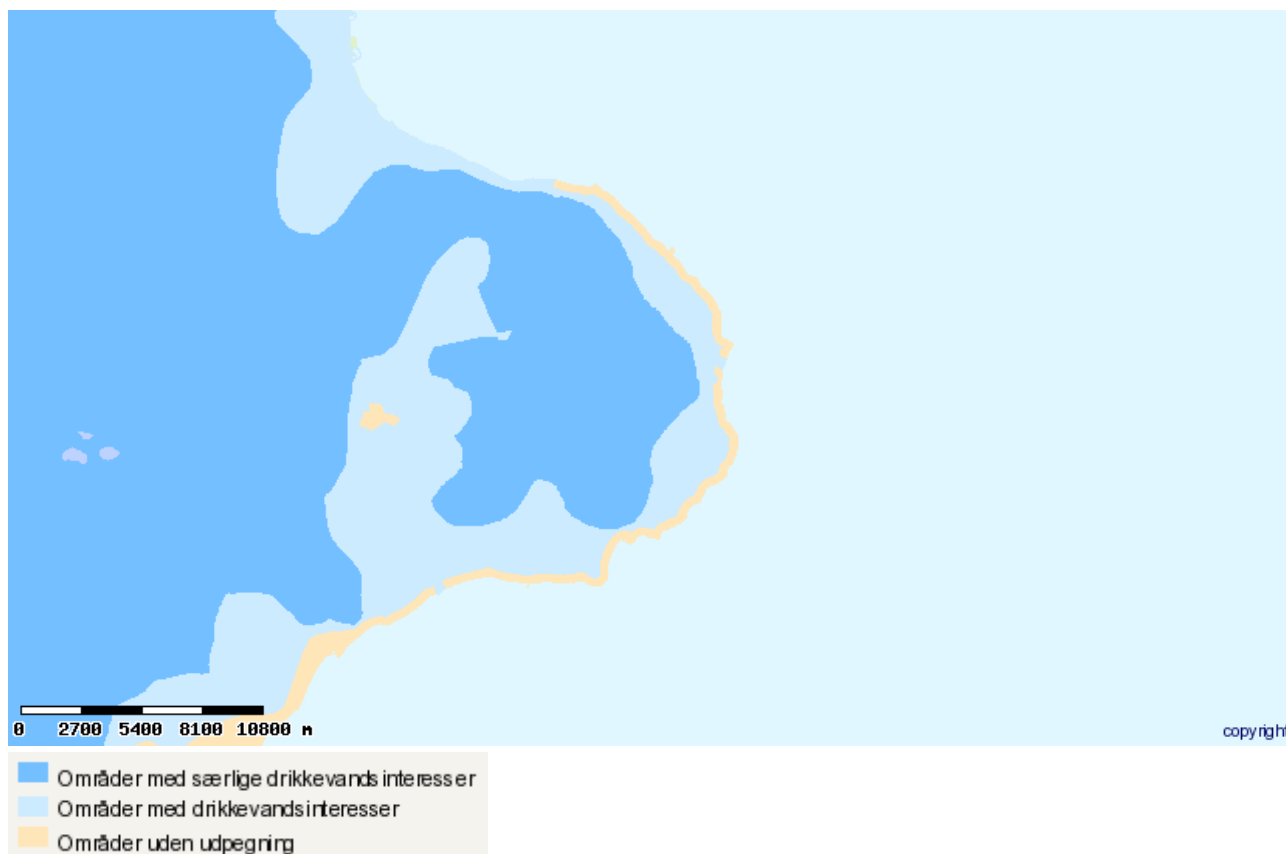 0 2700 5400 8100 10800 m
copyright
Områder med særlige drikkevandsinteresser
Områder med drikkevandsinteresser
Områder uden udpegning